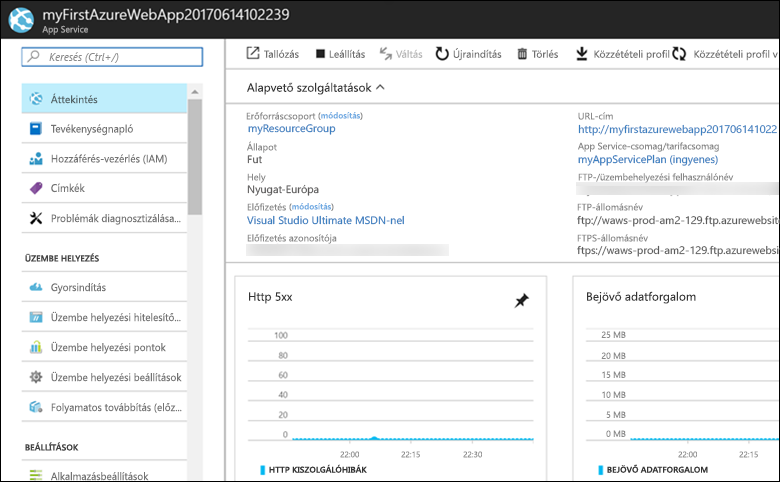 myFirstAzureWebApp20170614102239
App Service
Keresés (Ctrl+/)
Áttekintés
Tevékenységnapló
Hozzáférés-vezérlés (IAM)
Címkék
Problémák diagnosztizálása...
ÜZEMBE HELYEZÉS
Gyorsindítás
Üzembe helyezési hitelesítő...
Üzembe helyezési pontok
Üzembe helyezési beállítások
Folyamatos továbbítás (előz...
BEÁLLÍTÁSOK
Alkalmazásbeállítások
Tallózás Leállítás Váltás Újraindítás Törlés Közzétételi profil Közzétételi profil v
Alapvető szolgáltatások
Erőforráscsoport (módosítás)
myResourceGroup
Állapot
Fut
Hely
Nyugat-Európa
Előfizetés (módosítás)
Visual Studio Ultimate MSDN-nel
Előfizetés azonosítója
URL-cím
http://myfirstazurewebapp201706141022
App Service-csomag/tarifacsomag
myAppServicePlan (ingyenes)
FTP-/üzembehelyezési felhasználónév
FTP-állomásnév
ftp://waws-prod-am2-129.ftp.azurewebsit
FTPS-állomásnév
ftps://waws-prod-am2-129.ftp.azurewebsi
Http 5xx
100
80
60
40
20
0
22:00 22:15 22:30
HTTP KISZOLGÁLÓHIBÁK
Bejövő adatforgalom
25 MB
20 MB
15 MB
10 MB
5 MB
0 MB
22:00 22:15
BEJÖVŐ ADATFORGALOM